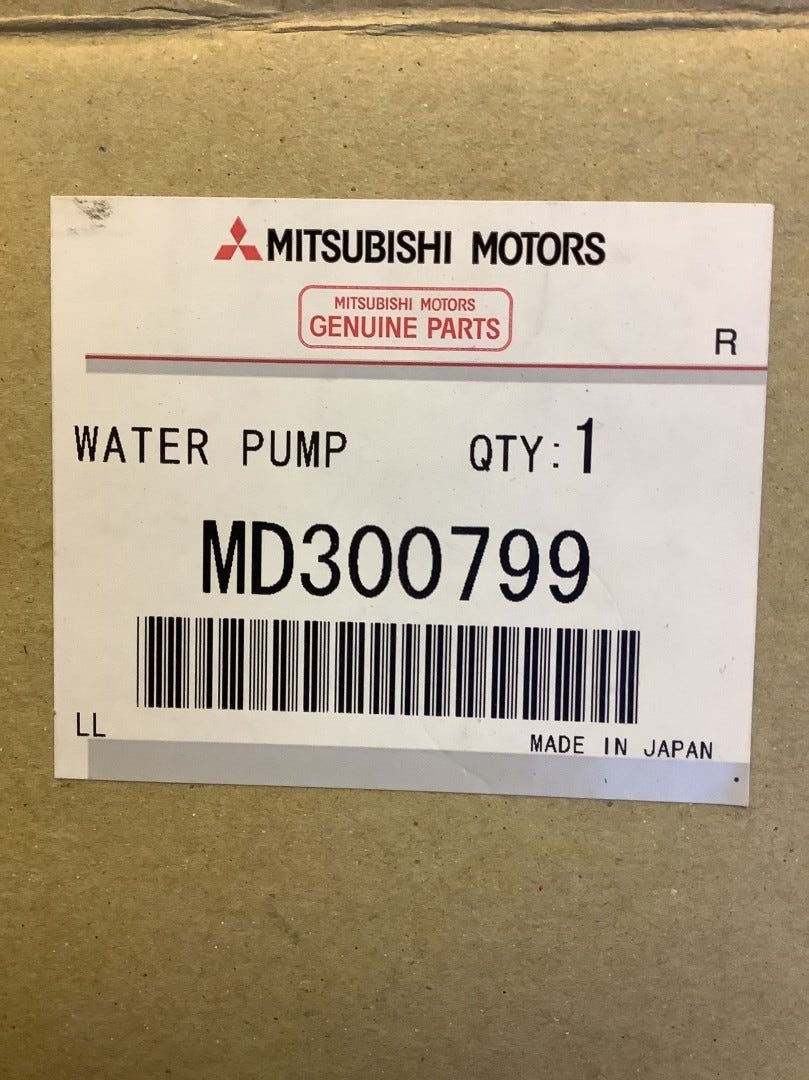 MITSUBISHI MOTORS
MITSUBISHI MOTORS
GENUINE PARTS
R
WATER PUMP QTY:1
MD300799
LL
MADE IN JAPAN